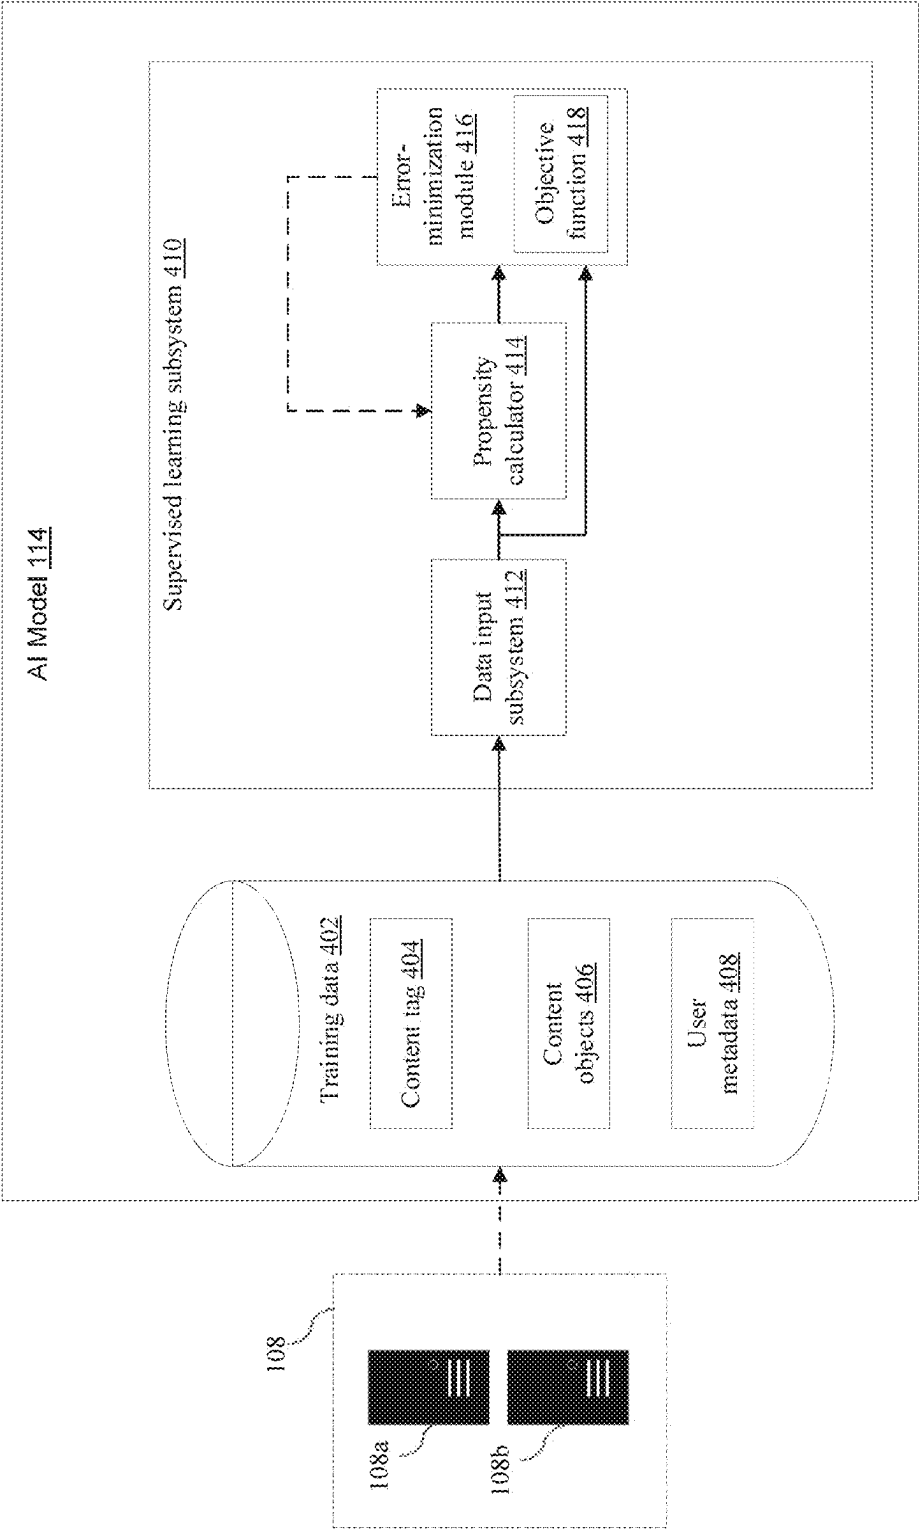 AI Model 114
Supervised learning subsystem 410
108
108a
108b
Training data 402
Content tag 404
Content
objects 406
User
metadata 408
Data input
subsystem 412
Propensity
calculator 414
Error-
minimization
module 416
Objective
function 418